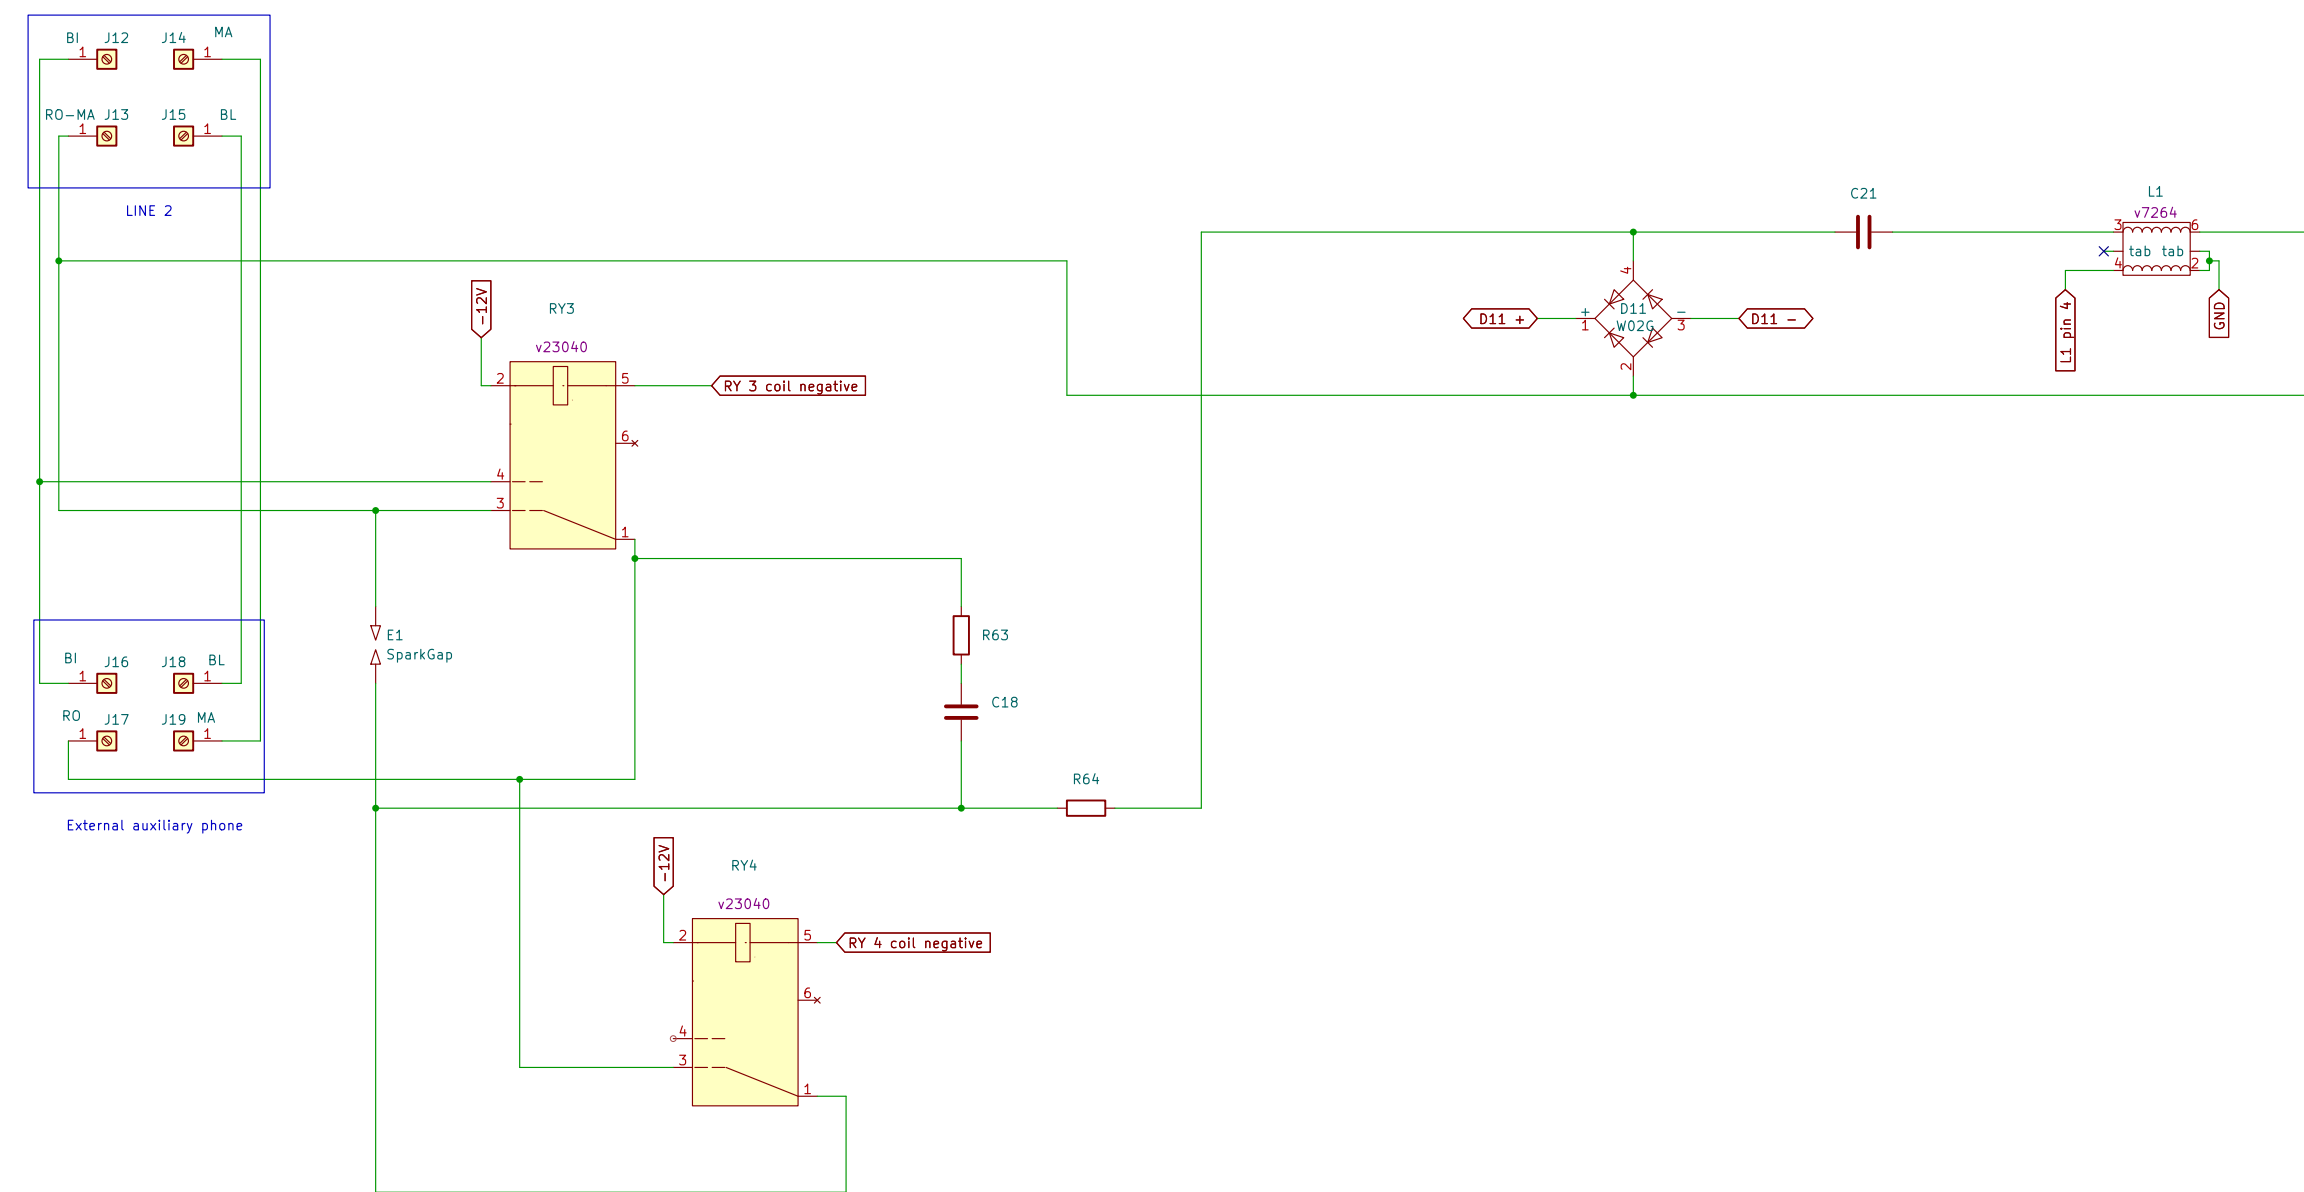 BI J12 J14 MA
1 1
RO-MA J13 J15 BL
1 1
LINE 2
-12V
RY3
v23040
2 5
RY 3 coil negative
6
4
3
1
E1
SparkGap
R63
C18
R64
BI J16 J18 BL
1 1
RO J17 J19 MA
1 1
External auxiliary phone
-12V
RY4
v23040
2 5
RY 4 coil negative
6
4
3
1
C21
L1
v7264
3 6
tab tab
4 2
L1 pin 4
GND
4
D11 +
+
1
D11
W02G
-
3
D11 -
2